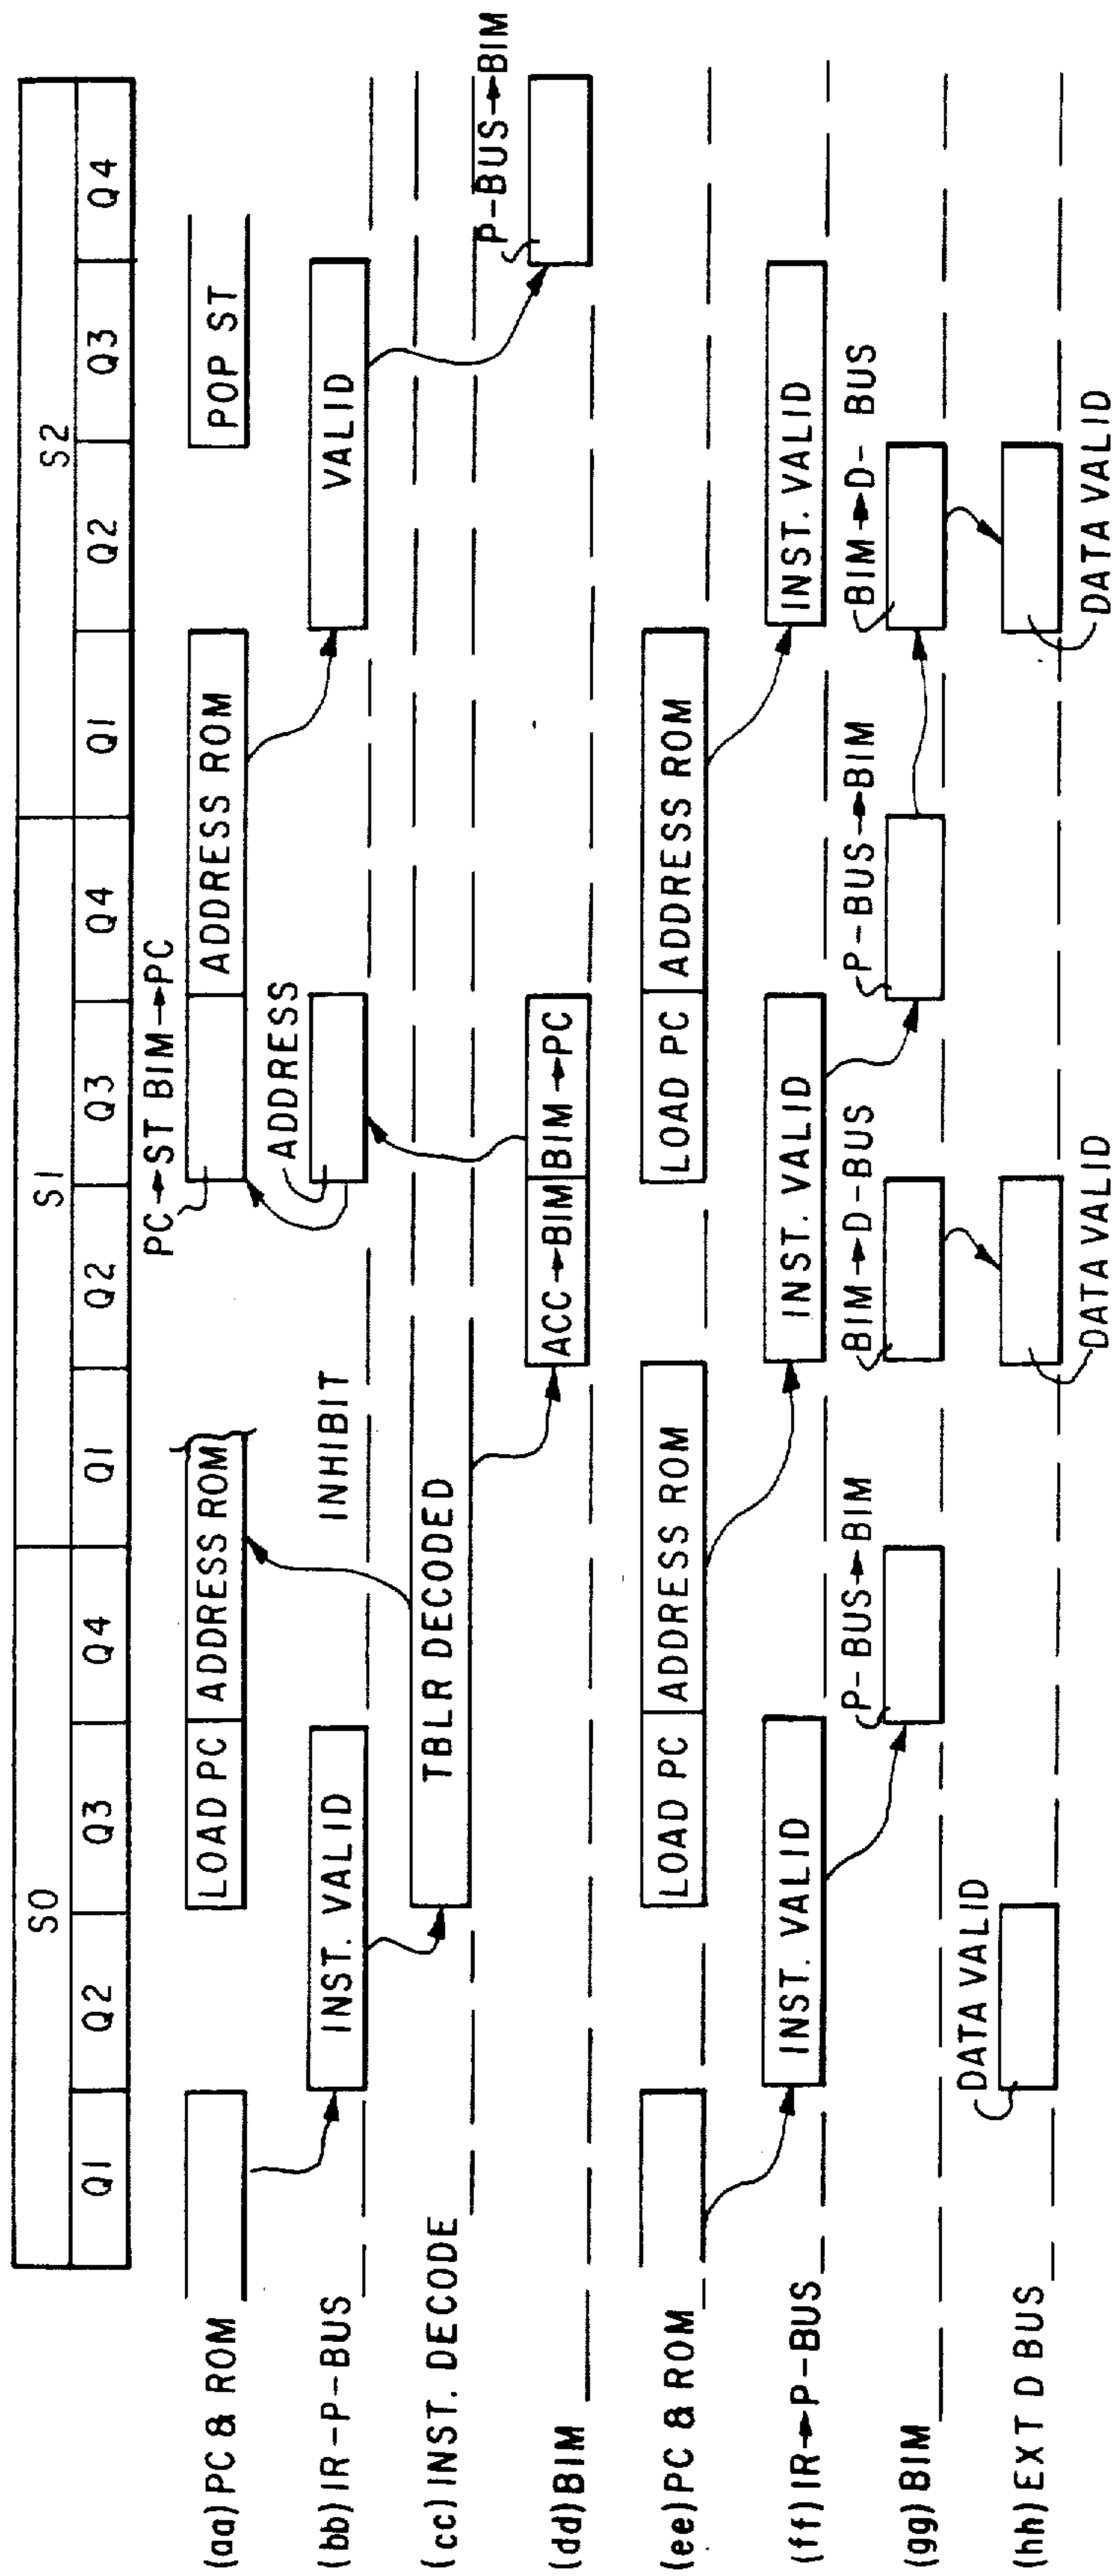 S0 S1 S2
Q1 Q2 Q3 Q4 Q1 Q2 Q3 Q4 Q1 Q2 Q3 Q4
PC→ST BIM→PC
(aa) PC & ROM LOAD PC ADDRESS ROM ADDRESS ROM POP ST
ADDRESS
(bb) IR-P-BUS INST. VALID INHIBIT VALID
(cc) INST. DECODE TBLR DECODED
P-BUS→BIM
(dd) BIM ACC→BIM BIM→PC
(ee) PC & ROM LOAD PC ADDRESS ROM LOAD PC ADDRESS ROM
(ff) IR→P-BUS INST. VALID INST. VALID INST. VALID
P-BUS→BIM BIM→D-BUS P-BUS→BIM BIM→D- BUS
(gg) BIM
DATA VALID
(hh) EXT D BUS
DATA VALID DATA VALID